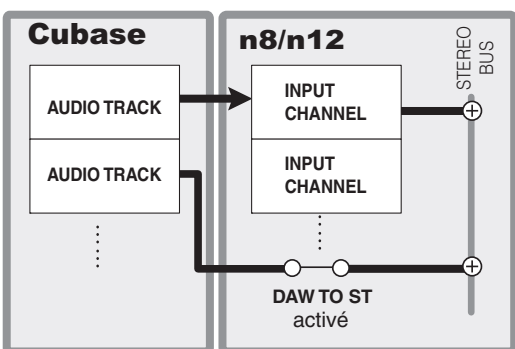 Cubase
n8/n12
STEREO
BUS
AUDIO TRACK
INPUT
CHANNEL
AUDIO TRACK
INPUT
CHANNEL
DAW TO ST
activé